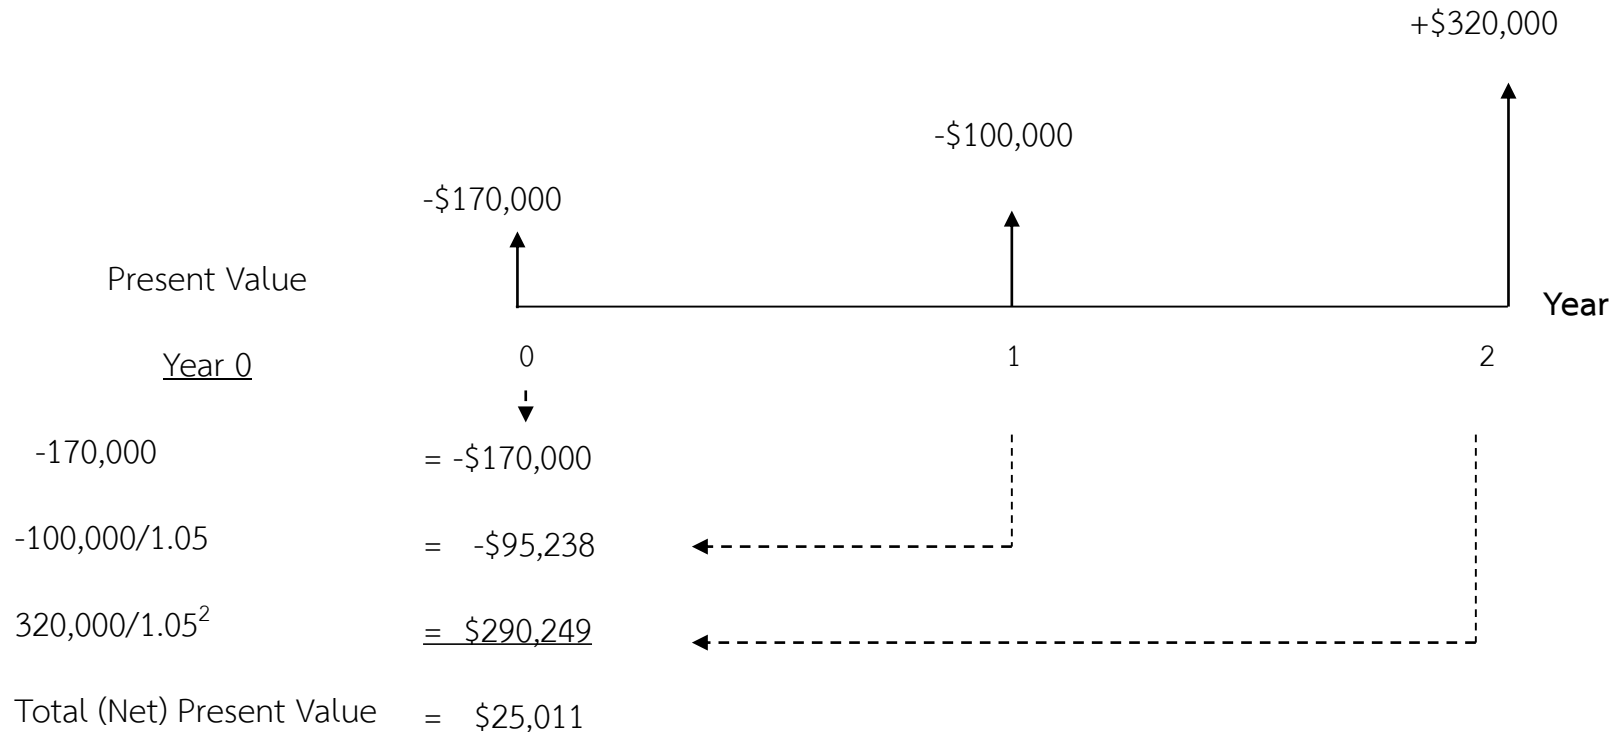 +$320,000
-$100,000
-$170,000
Present Value
Year
Year 0 0 1 2
-170,000 = -$170,000
-100,000/1.05 = -$95,238
320,000/1.05² = $290,249
Total (Net) Present Value = $25,011